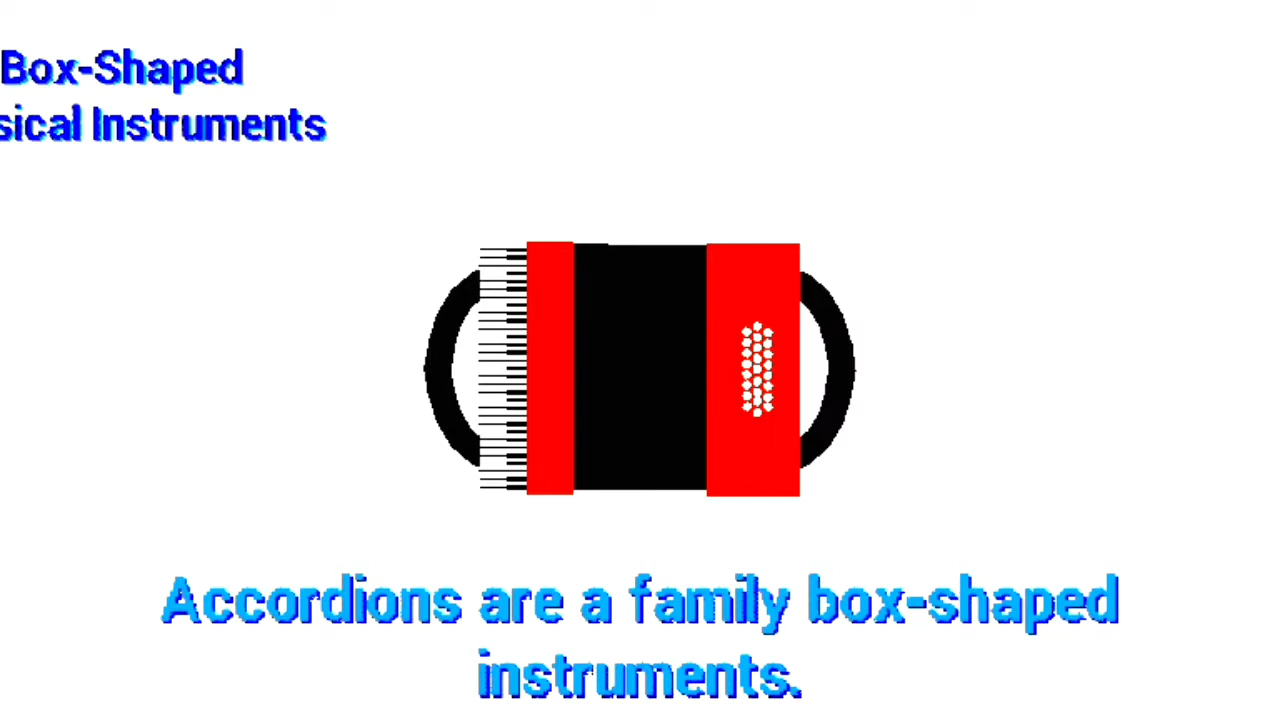 Box-Shaped
sical Instruments
Accordions are a family box-shaped
instruments.